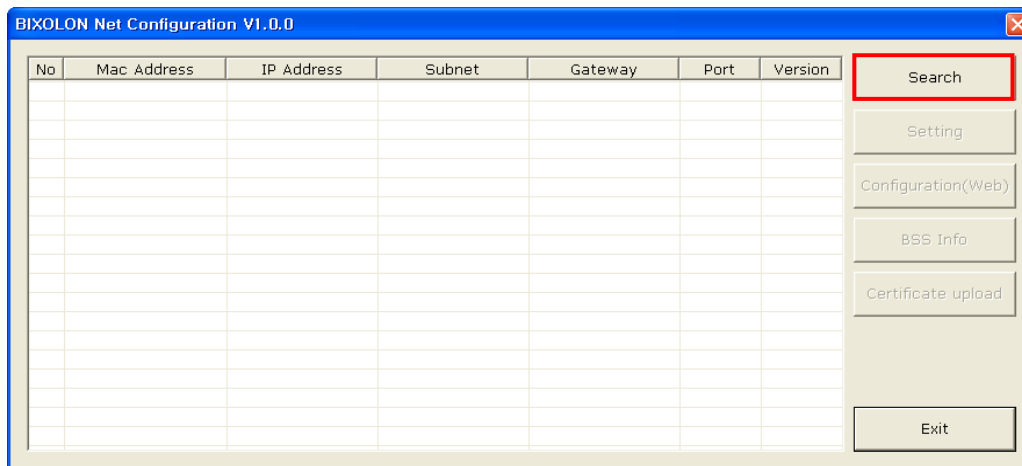 BIXOLON Net Configuration V1.0.0
No Mac Address IP Address Subnet Gateway Port Version
Search
Setting
Configuration(Web)
BSS Info
Certificate upload
Exit